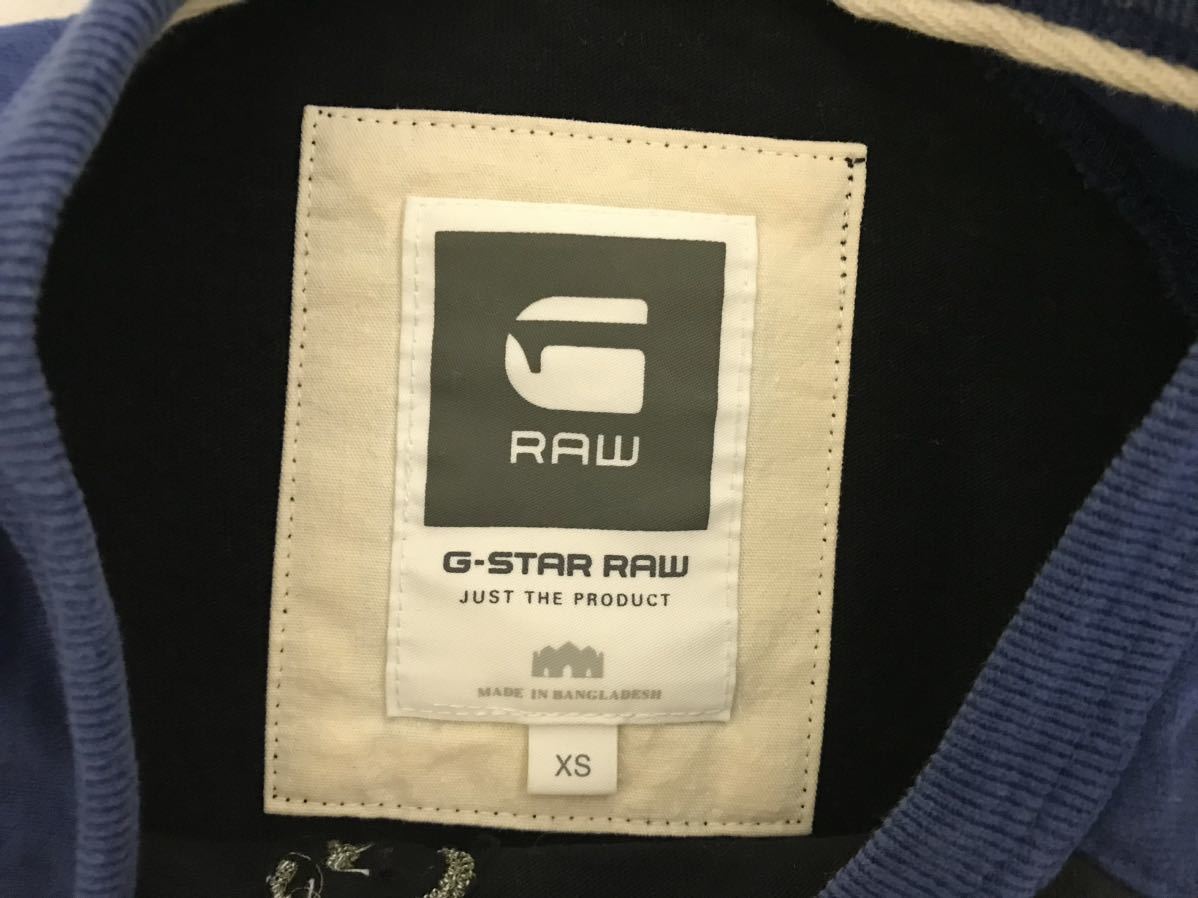 RAW
G-STAR RAW
JUST THE PRODUCT
MADE IN BANGLADESH
XS